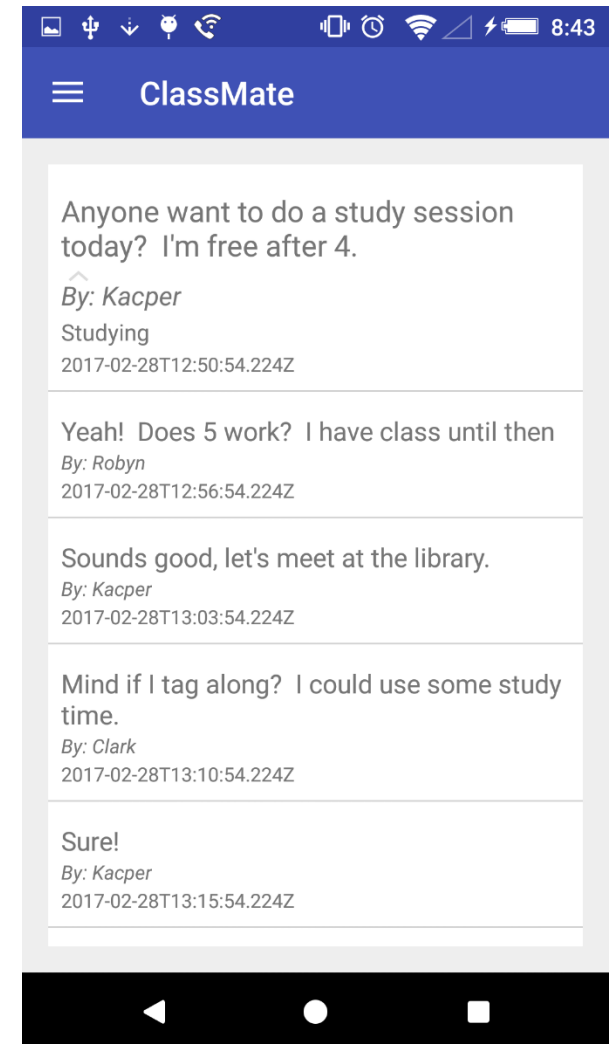 8:43
ClassMate
Anyone want to do a study session
today?  I'm free after 4.
By: Kacper
Studying
2017-02-28T12:50:54.224Z
Yeah!  Does 5 work?  I have class until then
By: Robyn
2017-02-28T12:56:54.224Z
Sounds good, let's meet at the library.
By: Kacper
2017-02-28T13:03:54.224Z
Mind if I tag along?  I could use some study
time.
By: Clark
2017-02-28T13:10:54.224Z
Sure!
By: Kacper
2017-02-28T13:15:54.224Z